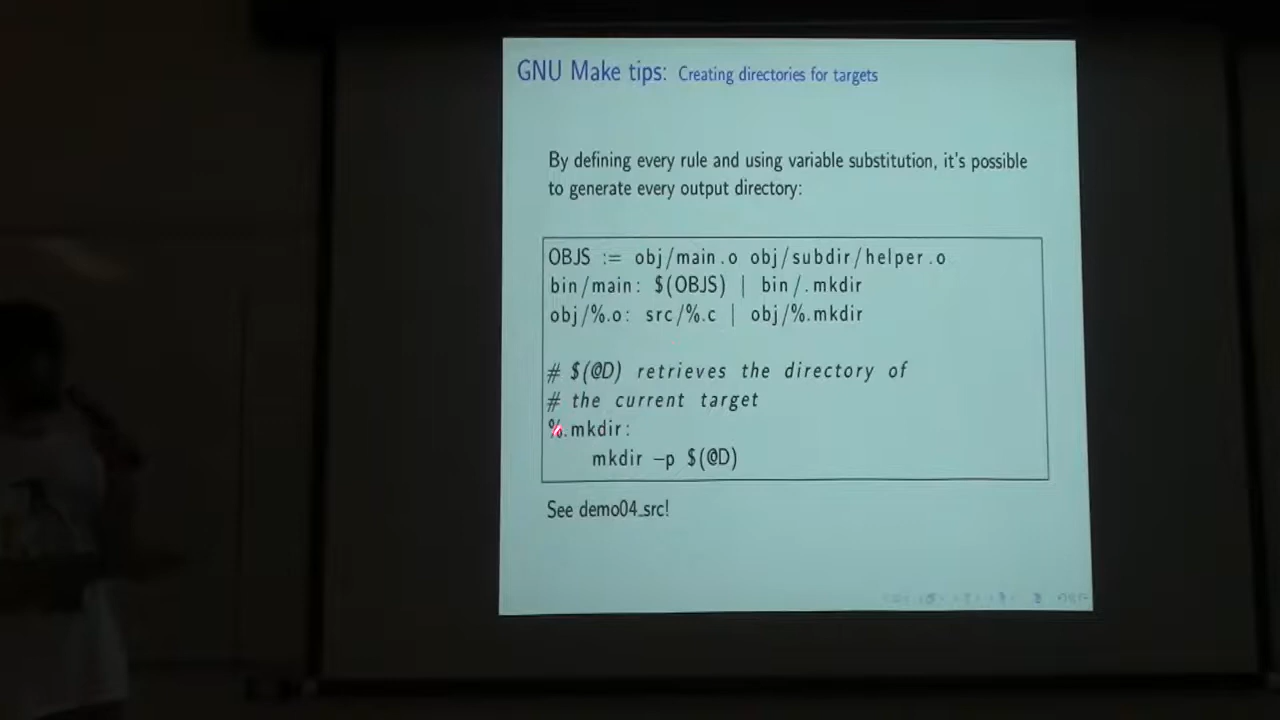 GNU Make tips: Creating directories for targets
By defining every rule and using variable substitution, it's possible
to generate every output directory:
OBJS := obj/main.o obj/subdir/helper.o
bin/main: $(OBJS) | bin/.mkdir
obj/%.o: src/%.c | obj/%.mkdir
# $(@D) retrieves the directory of
# the current target
%.mkdir:
mkdir -p $(@D)
See demo04_src!